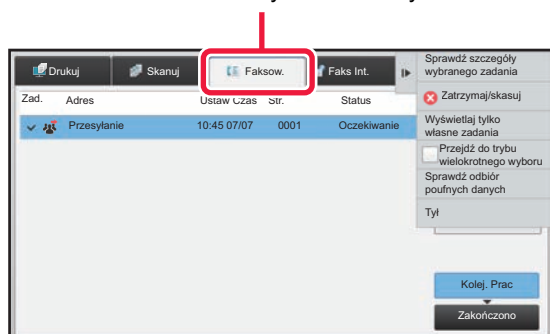 Drukuj
Skanuj
Faksow.
Faks Int.
Sprawdź szczegóły
wybranego zadania
Zad. Adres Ustaw Czas Str. Status
Zatrzymaj/skasuj
Przesyłanie 10:45 07/07 0001 Oczekiwanie
Wyświetlaj tylko
własne zadania
Przejdź do trybu
wielokrotnego wyboru
Sprawdź odbiór
poufnych danych
Tył
Kolej. Prac
Zakończono